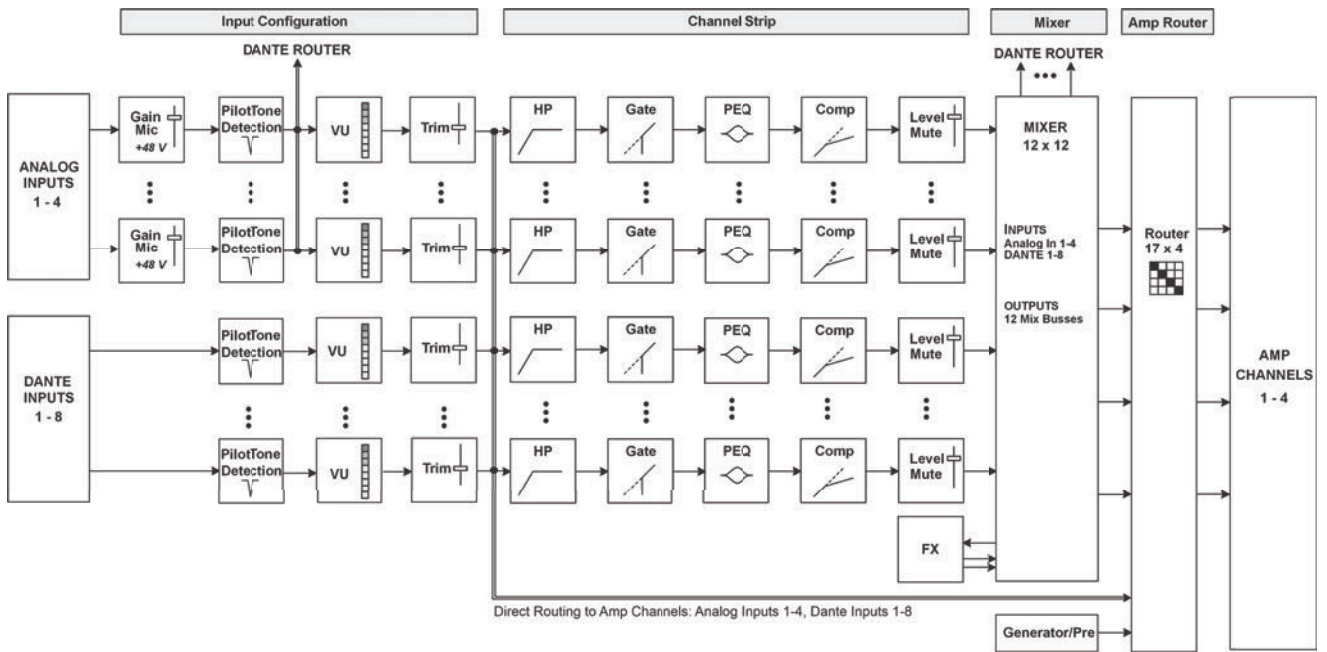 Input Configuration
Channel Strip
Mixer
Amp Router
DANTE ROUTER
DANTE ROUTER
ANALOG
INPUTS
1 - 4
Gain
Mic
+48 V
PilotTone
Detection
VU
Trim
HP
Gate
PEQ
Comp
Level
Mute
Gain
Mic
+48 V
PilotTone
Detection
VU
Trim
HP
Gate
PEQ
Comp
Level
Mute
DANTE
INPUTS
1 - 8
PilotTone
Detection
VU
Trim
HP
Gate
PEQ
Comp
Level
Mute
PilotTone
Detection
VU
Trim
HP
Gate
PEQ
Comp
Level
Mute
MIXER
12 x 12
INPUTS
Analog In 1-4
DANTE 1-8
OUTPUTS
12 Mix Busses
Router
17 x 4
AMP
CHANNELS
1 - 4
FX
Direct Routing to Amp Channels: Analog Inputs 1-4, Dante Inputs 1-8
Generator/Pre